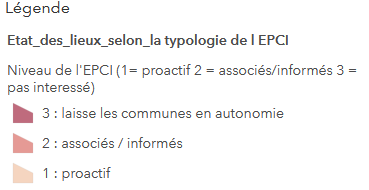 Légende
Etat_des_lieux_selon_la typologie de l EPCI
Niveau de l'EPCI (1= proactif 2 = associés/informés 3 =
pas interessé)
3 : laisse les communes en autonomie
2 : associés / informés
1 : proactif